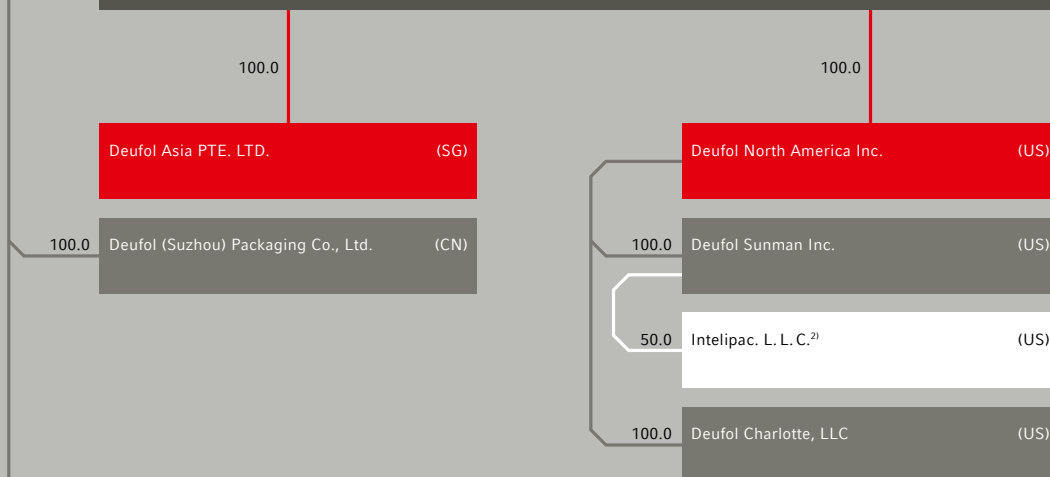 100.0
100.0
Deufol Asia PTE. LTD. (SG)
Deufol North America Inc. (US)
100.0 Deufol (Suzhou) Packaging Co., Ltd. (CN)
100.0 Deufol Sunman Inc. (US)
50.0 Intelipac. L. L. C.²⁾ (US)
100.0 Deufol Charlotte, LLC (US)